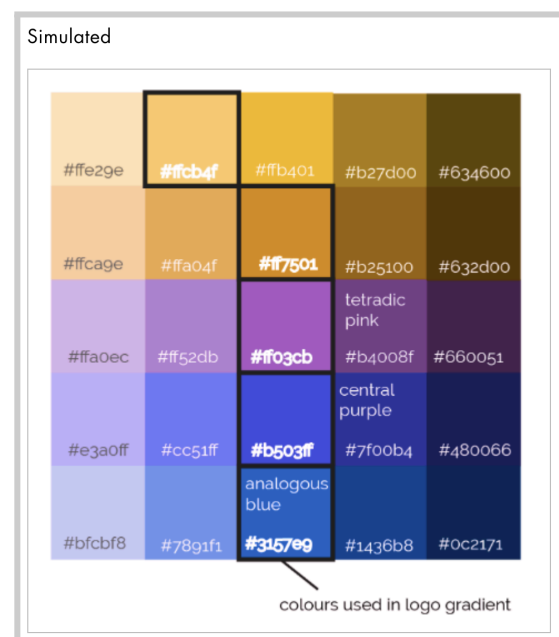 Simulated
#ffe29e #ffcb4f #ffb401 #b27d00 #634600
#ffca9e #ffa04f #ff7501 #b25100 #632d00
tetradic
pink
#ffa0ec #ff52db #ff03cb #b4008f #660051
central
purple
#e3a0ff #cc51ff #b503ff #7f00b4 #480066
analogous
blue
#bfcbf8 #7891f1 #3157e9 #1436b8 #0c2171
colours used in logo gradient